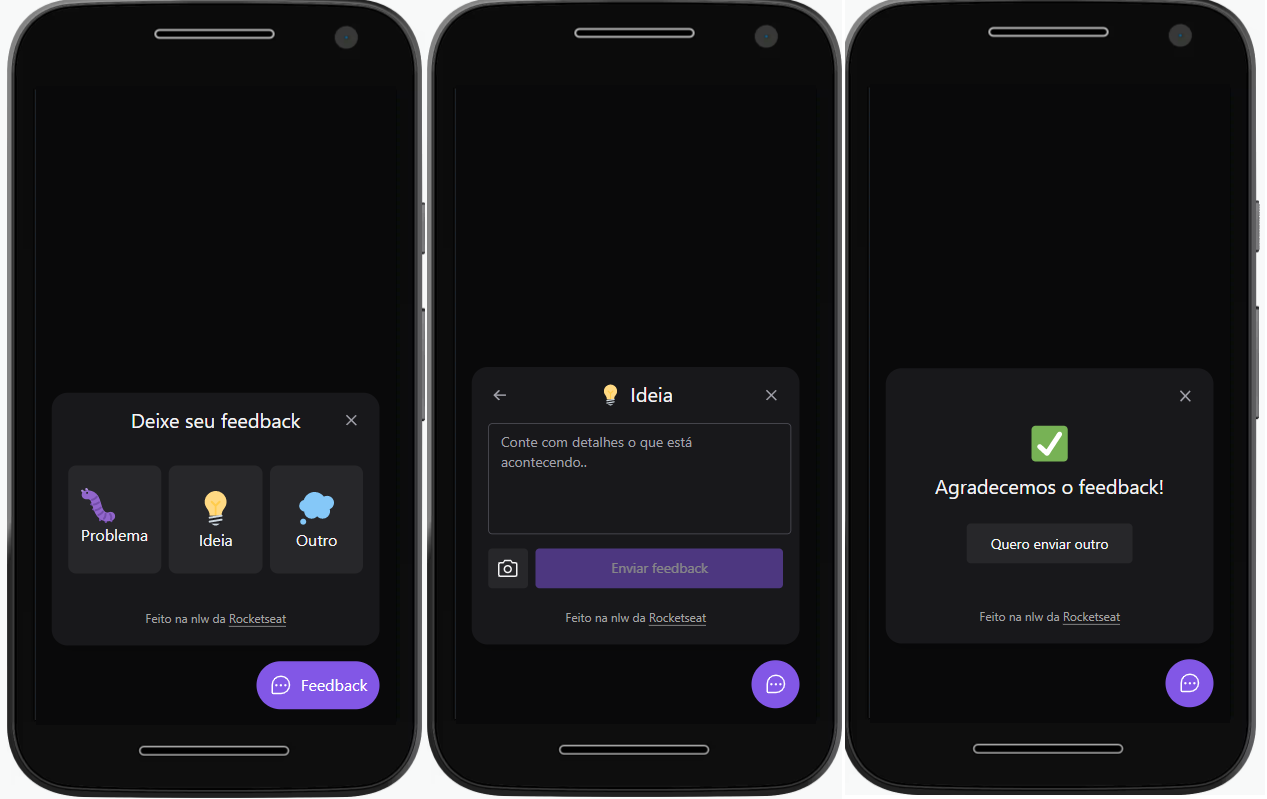 Deixe seu feedback
Problema
Ideia
Outro
Feito na nlw da Rocketseat
Feedback
Ideia
Conte com detalhes o que está
acontecendo..
Enviar feedback
Feito na nlw da Rocketseat
Agradecemos o feedback!
Quero enviar outro
Feito na nlw da Rocketseat